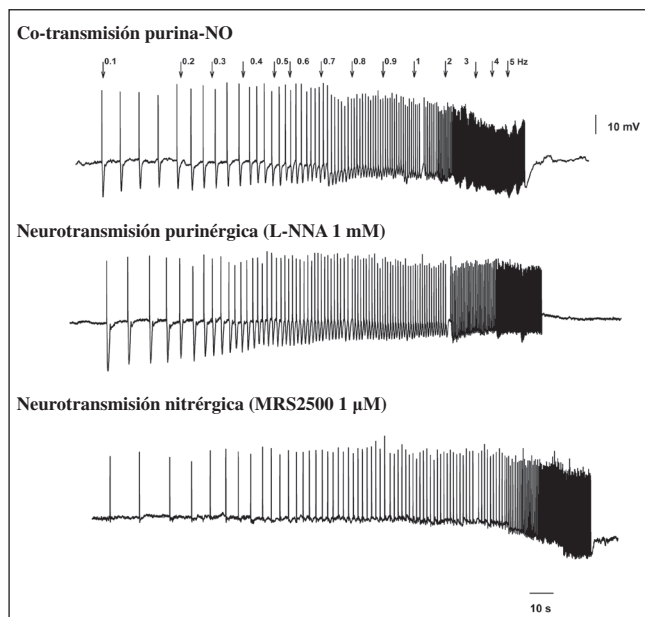 Co-transmisión purina-NO
0.1 0.2 0.3 0.4 0.5 0.6 0.7 0.8 0.9 1 2 3 4 5 Hz
10 mV
Neurotransmisión purinérgica (L-NNA 1 mM)
Neurotransmisión nitrérgica (MRS2500 1 µM)
10 s